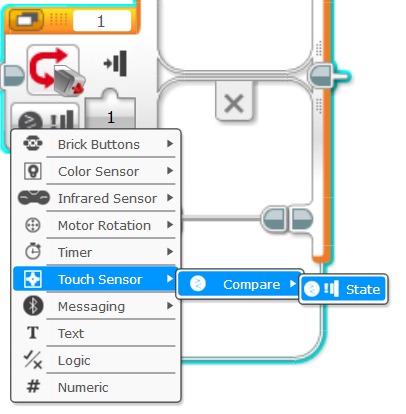 1
1
Brick Buttons
Color Sensor
Infrared Sensor
Motor Rotation
Timer
Touch Sensor Compare State
Messaging
T Text
Logic
# Numeric